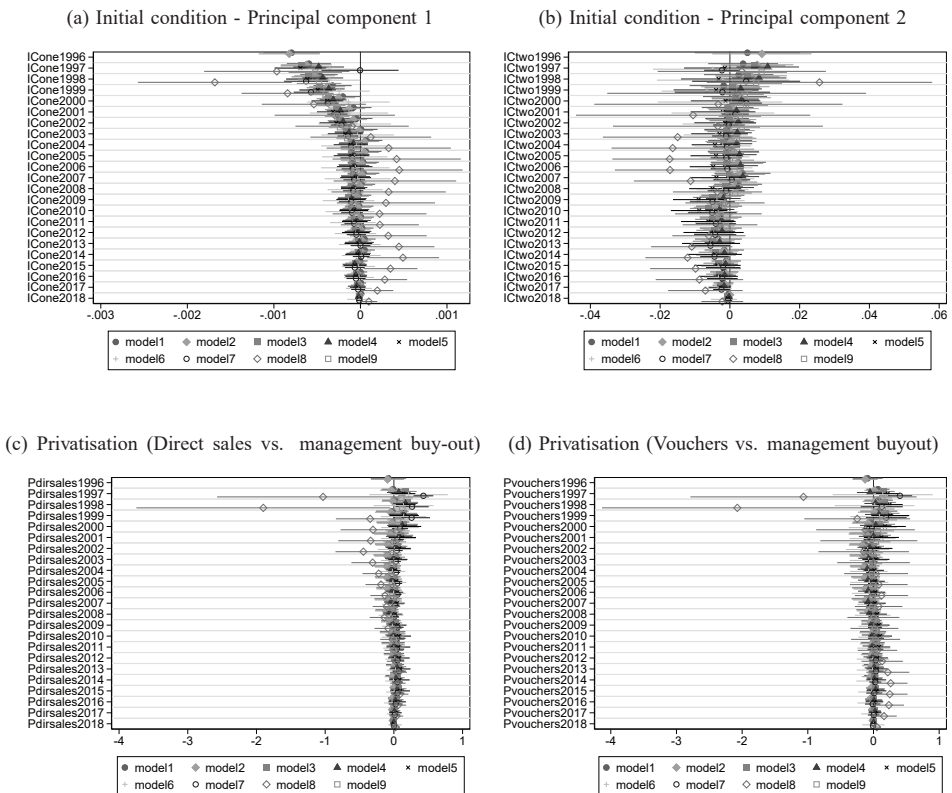 (a) Initial condition - Principal component 1
ICone1996
ICone1997
ICone1998
ICone1999
ICone2000
ICone2001
ICone2002
ICone2003
ICone2004
ICone2005
ICone2006
ICone2007
ICone2008
ICone2009
ICone2010
ICone2011
ICone2012
ICone2013
ICone2014
ICone2015
ICone2016
ICone2017
ICone2018
-.003 -.002 -.001 0 .001
model1 model2 model3 model4 model5
model6 model7 model8 model9
(b) Initial condition - Principal component 2
ICtwo1996
ICtwo1997
ICtwo1998
ICtwo1999
ICtwo2000
ICtwo2001
ICtwo2002
ICtwo2003
ICtwo2004
ICtwo2005
ICtwo2006
ICtwo2007
ICtwo2008
ICtwo2009
ICtwo2010
ICtwo2011
ICtwo2012
ICtwo2013
ICtwo2014
ICtwo2015
ICtwo2016
ICtwo2017
ICtwo2018
-.04 -.02 0 .02 .04 .06
model1 model2 model3 model4 model5
model6 model7 model8 model9
(c) Privatisation (Direct sales vs. management buy-out)
Pdirsales1996
Pdirsales1997
Pdirsales1998
Pdirsales1999
Pdirsales2000
Pdirsales2001
Pdirsales2002
Pdirsales2003
Pdirsales2004
Pdirsales2005
Pdirsales2006
Pdirsales2007
Pdirsales2008
Pdirsales2009
Pdirsales2010
Pdirsales2011
Pdirsales2012
Pdirsales2013
Pdirsales2014
Pdirsales2015
Pdirsales2016
Pdirsales2017
Pdirsales2018
-4 -3 -2 -1 0 1
model1 model2 model3 model4 model5
model6 model7 model8 model9
(d) Privatisation (Vouchers vs. management buyout)
Pvouchers1996
Pvouchers1997
Pvouchers1998
Pvouchers1999
Pvouchers2000
Pvouchers2001
Pvouchers2002
Pvouchers2003
Pvouchers2004
Pvouchers2005
Pvouchers2006
Pvouchers2007
Pvouchers2008
Pvouchers2009
Pvouchers2010
Pvouchers2011
Pvouchers2012
Pvouchers2013
Pvouchers2014
Pvouchers2015
Pvouchers2016
Pvouchers2017
Pvouchers2018
-4 -3 -2 -1 0 1
model1 model2 model3 model4 model5
model6 model7 model8 model9